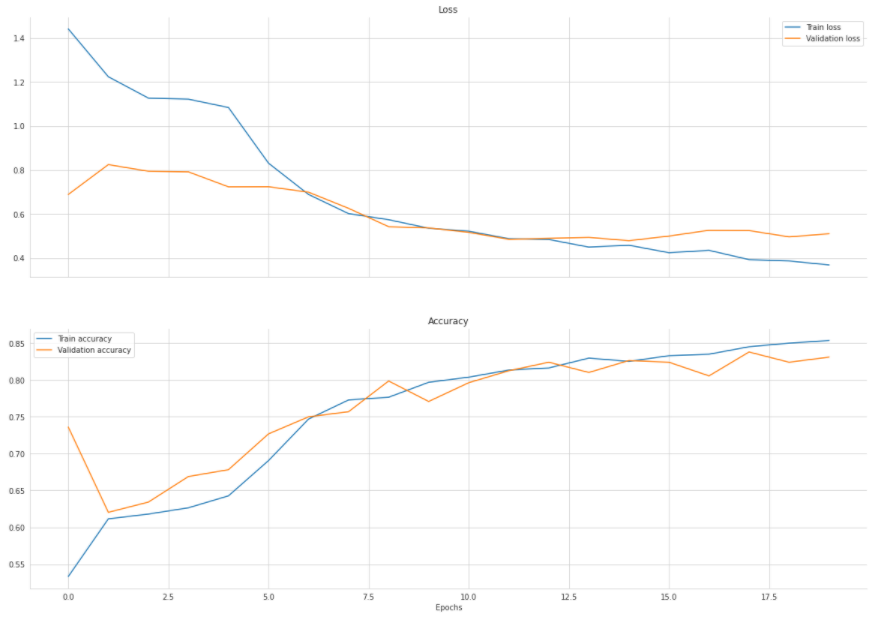 Loss
Train loss
Validation loss
1.4
1.2
1.0
0.8
0.6
0.4
Accuracy
Train accuracy
Validation accuracy
0.85
0.80
0.75
0.70
0.65
0.60
0.55
0.0 2.5 5.0 7.5 10.0 12.5 15.0 17.5
Epochs